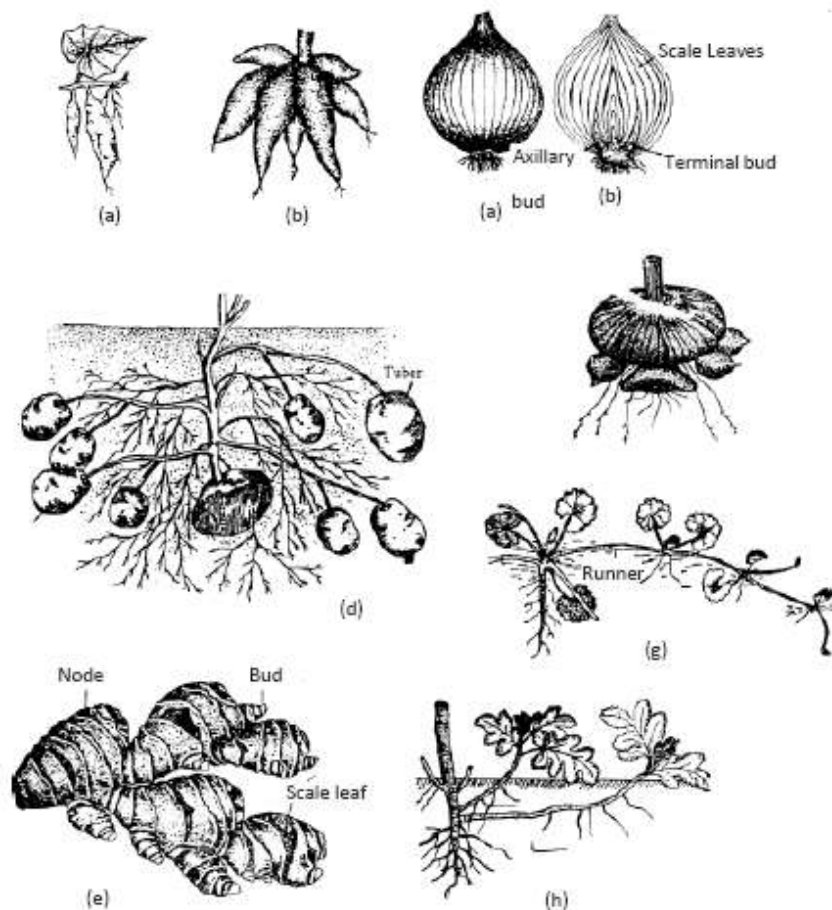 Scale Leaves
Axillary
Terminal bud
(a)
(b)
(a)
bud
(b)
Tuber
Runner
(d)
(g)
Node
Bud
Scale leaf
(e)
(h)